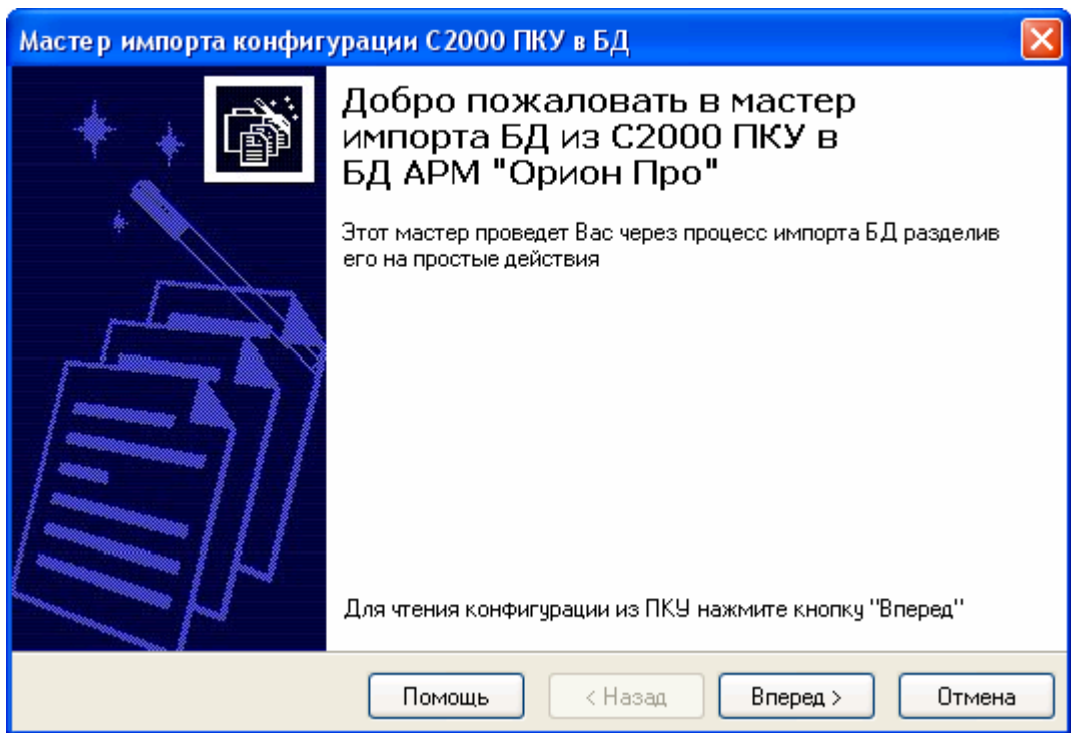 Мастер импорта конфигурации С2000 ПКУ в БД
Добро пожаловать в мастер
импорта БД из С2000 ПКУ в
БД АРМ "Орион Про"
Этот мастер проведет Вас через процесс импорта БД разделив
его на простые действия
Для чтения конфигурации из ПКУ нажмите кнопку "Вперед"
Помощь
< Назад
Вперед >
Отмена